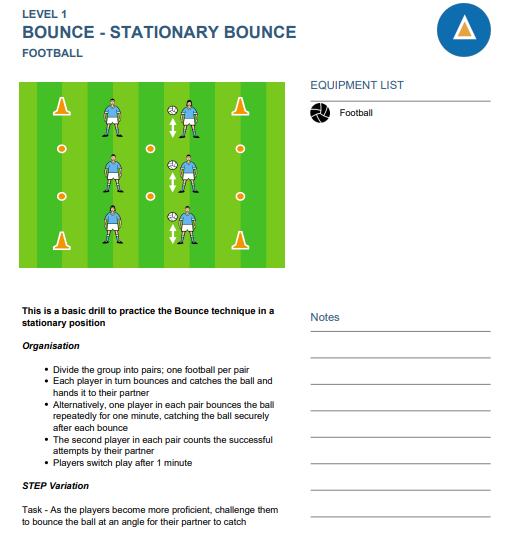 LEVEL 1
BOUNCE - STATIONARY BOUNCE
FOOTBALL
EQUIPMENT LIST
Football
This is a basic drill to practice the Bounce technique in a
stationary position
Organisation
• Divide the group into pairs; one football per pair
• Each player in turn bounces and catches the ball and
hands it to their partner
• Alternatively, one player in each pair bounces the ball
repeatedly for one minute, catching the ball securely
after each bounce
• The second player in each pair counts the successful
attempts by their partner
• Players switch play after 1 minute
STEP Variation
Task - As the players become more proficient, challenge them
to bounce the ball at an angle for their partner to catch
Notes